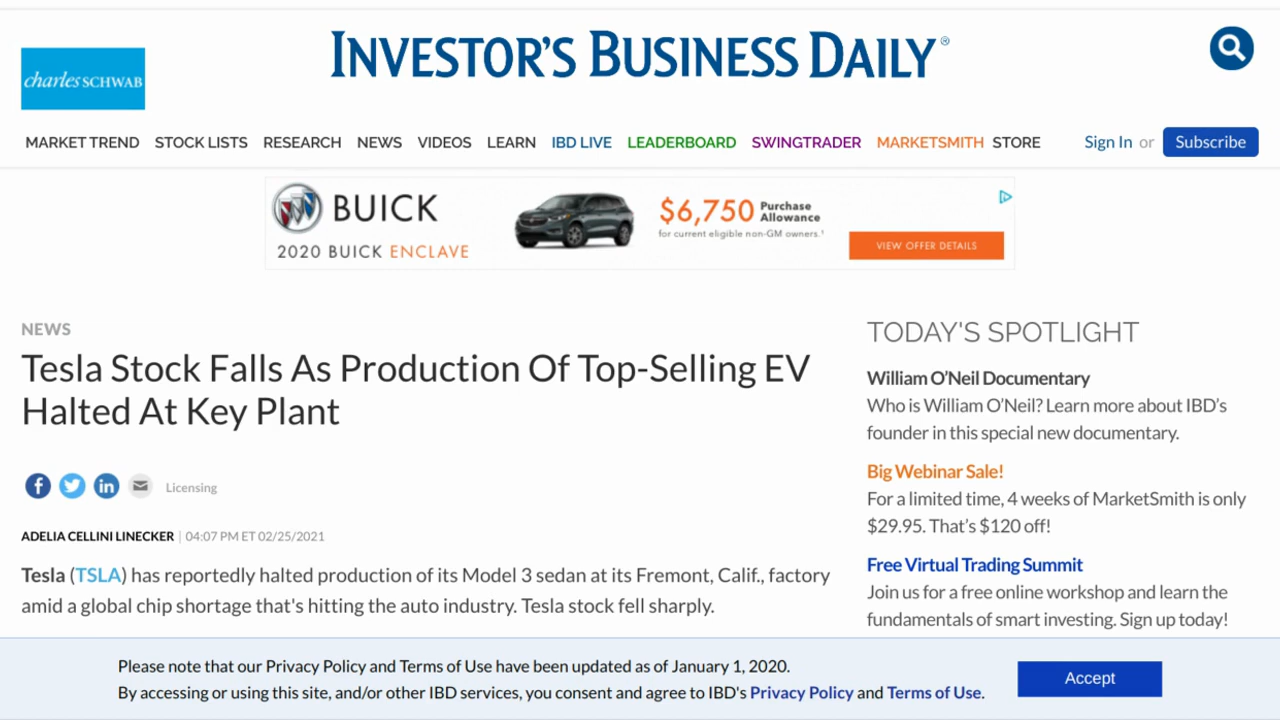 charles SCHWAB
INVESTOR'S BUSINESS DAILY®
MARKET TREND STOCK LISTS RESEARCH NEWS VIDEOS LEARN IBD LIVE LEADERBOARD SWINGTRADER MARKETSMITH STORE Sign In or Subscribe
BUICK
2020 BUICK ENCLAVE
$6,750 Purchase Allowance
for current eligible non-GM owners.¹
VIEW OFFER DETAILS
NEWS
Tesla Stock Falls As Production Of Top-Selling EV
Halted At Key Plant
Licensing
ADELIA CELLINI LINECKER | 04:07 PM ET 02/25/2021
Tesla (TSLA) has reportedly halted production of its Model 3 sedan at its Fremont, Calif., factory
amid a global chip shortage that's hitting the auto industry. Tesla stock fell sharply.
TODAY'S SPOTLIGHT
William O’Neil Documentary
Who is William O’Neil? Learn more about IBD’s
founder in this special new documentary.
Big Webinar Sale!
For a limited time, 4 weeks of MarketSmith is only
$29.95. That’s $120 off!
Free Virtual Trading Summit
Join us for a free online workshop and learn the
fundamentals of smart investing. Sign up today!
Please note that our Privacy Policy and Terms of Use have been updated as of January 1, 2020.
By accessing or using this site, and/or other IBD services, you consent and agree to IBD's Privacy Policy and Terms of Use.
Accept